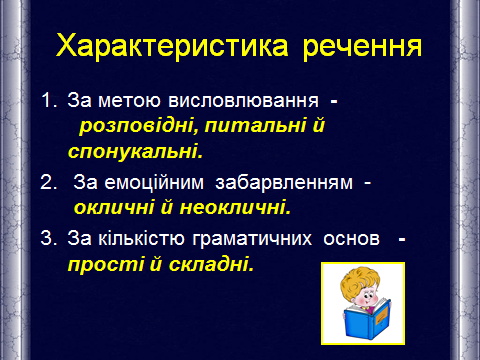 Характеристика речення
1. За метою висловлювання -
розповідні, питальні й
спонукальні.
2. За емоційним забарвленням -
окличні й неокличні.
3. За кількістю граматичних основ -
прості й складні.